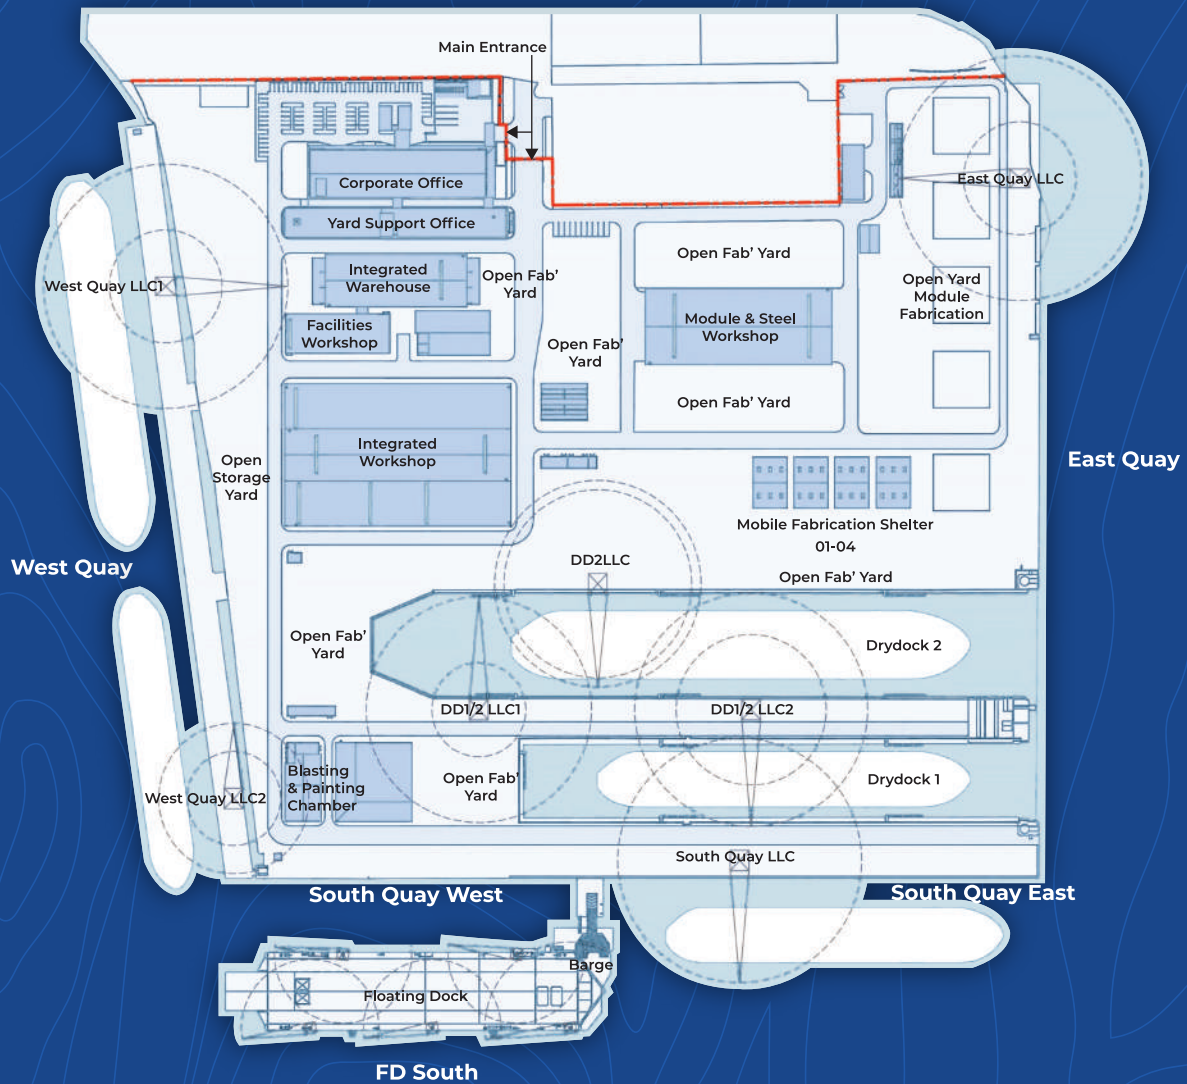 Main Entrance
Corporate Office
East Quay LLC
Yard Support Office
Open Fab’ Yard
Integrated
Warehouse
Open Fab’
Yard
West Quay LLC1
Open Yard
Module
Fabrication
Facilities
Workshop
Module & Steel
Workshop
Open Fab’
Yard
Open Fab’ Yard
Integrated
Workshop
Open
Storage
Yard
East Quay
Mobile Fabrication Shelter
01-04
West Quay
DD2LLC
Open Fab’ Yard
Open Fab’
Yard
Drydock 2
DD1/2 LLC1
DD1/2 LLC2
Blasting
& Painting
Chamber
Open Fab’
Yard
Drydock 1
West Quay LLC2
South Quay LLC
South Quay West
South Quay East
Barge
Floating Dock
FD South